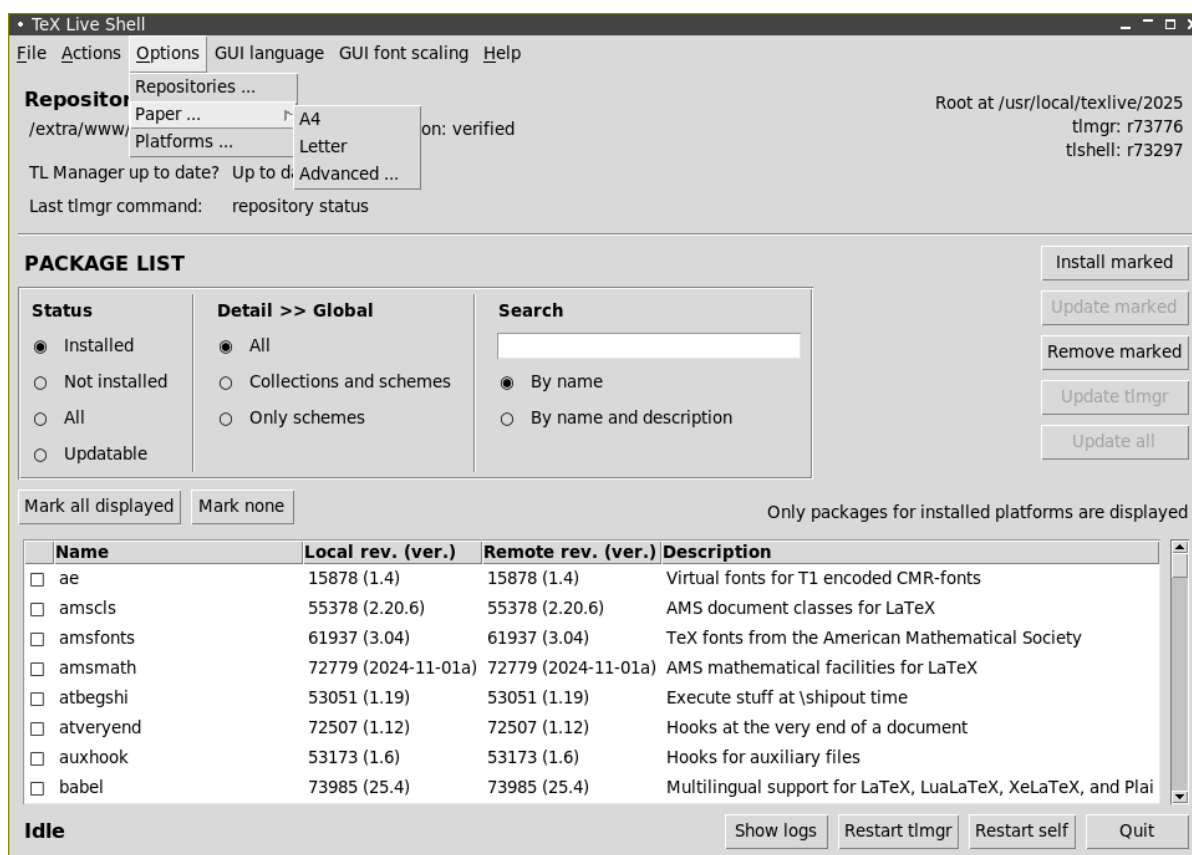 TeX Live Shell
File Actions Options GUI language GUI font scaling Help
Repositories ...
Paper ...
Platforms ...
A4
Letter
Advanced ...
Root at /usr/local/texlive/2025
/extra/www/ on: verified
tlmgr: r73776
tlshell: r73297
TL Manager up to date? Up to
Last tlmgr command: repository status
PACKAGE LIST
Install marked
Update marked
Remove marked
Update tlmgr
Update all
Status
Installed
Not installed
All
Updatable
Detail >> Global
All
Collections and schemes
Only schemes
Search
By name
By name and description
Mark all displayed Mark none
Only packages for installed platforms are displayed
Name Local rev. (ver.) Remote rev. (ver.) Description
ae 15878 (1.4) 15878 (1.4) Virtual fonts for T1 encoded CMR-fonts
amscls 55378 (2.20.6) 55378 (2.20.6) AMS document classes for LaTeX
amsfonts 61937 (3.04) 61937 (3.04) TeX fonts from the American Mathematical Society
amsmath 72779 (2024-11-01a) 72779 (2024-11-01a) AMS mathematical facilities for LaTeX
atbegshi 53051 (1.19) 53051 (1.19) Execute stuff at \shipout time
atveryend 72507 (1.12) 72507 (1.12) Hooks at the very end of a document
auxhook 53173 (1.6) 53173 (1.6) Hooks for auxiliary files
babel 73985 (25.4) 73985 (25.4) Multilingual support for LaTeX, LuaLaTeX, XeLaTeX, and Plai
Idle Show logs Restart tlmgr Restart self Quit